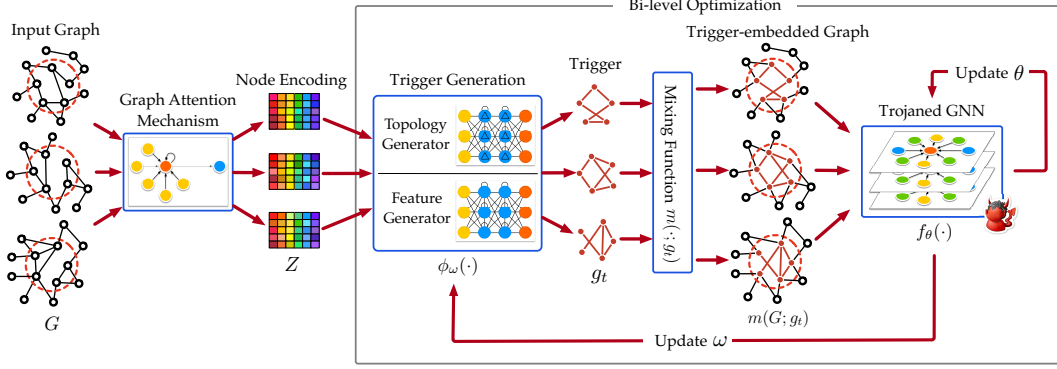 Bi-level Optimization
Input Graph
G
Graph Attention
Mechanism
Node Encoding
Z
Trigger Generation
Topology
Generator
Feature
Generator
ϕ_ω(·)
Trigger
g_t
Mixing Function m(·; g_t)
Trigger-embedded Graph
m(G; g_t)
Update θ
Trojaned GNN
f_θ(·)
Update ω